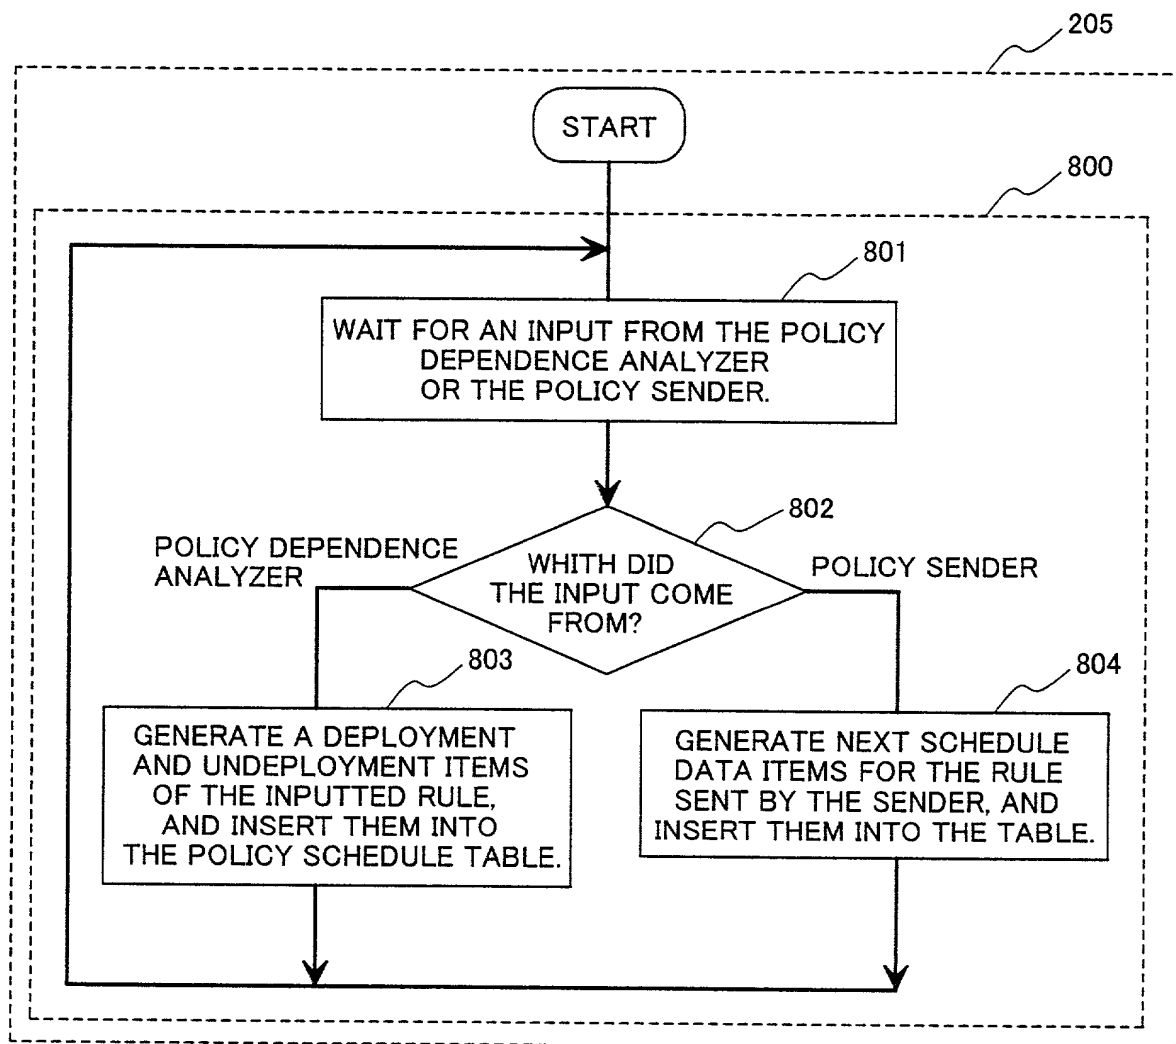 205
START
800
801
WAIT FOR AN INPUT FROM THE POLICY
DEPENDENCE ANALYZER
OR THE POLICY SENDER.
802
POLICY DEPENDENCE
ANALYZER
WHITH DID
THE INPUT COME
FROM?
POLICY SENDER
803
GENERATE A DEPLOYMENT
AND UNDEPLOYMENT ITEMS
OF THE INPUTTED RULE,
AND INSERT THEM INTO
THE POLICY SCHEDULE TABLE.
804
GENERATE NEXT SCHEDULE
DATA ITEMS FOR THE RULE
SENT BY THE SENDER, AND
INSERT THEM INTO THE TABLE.